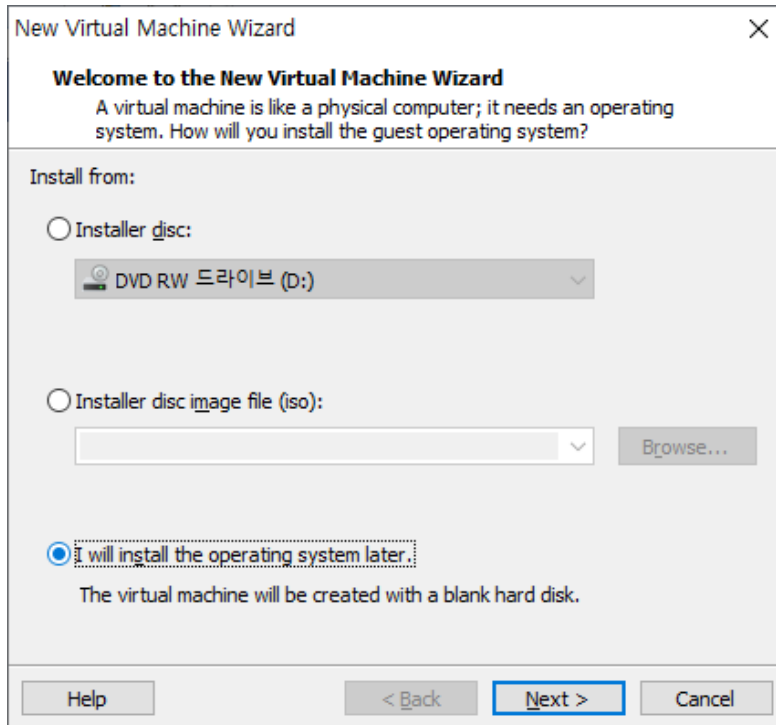 New Virtual Machine Wizard
Welcome to the New Virtual Machine Wizard
A virtual machine is like a physical computer; it needs an operating
system. How will you install the guest operating system?
Install from:
Installer disc:
DVD RW 드라이브 (D:)
Installer disc image file (iso):
Browse...
I will install the operating system later.
The virtual machine will be created with a blank hard disk.
Help < Back Next > Cancel